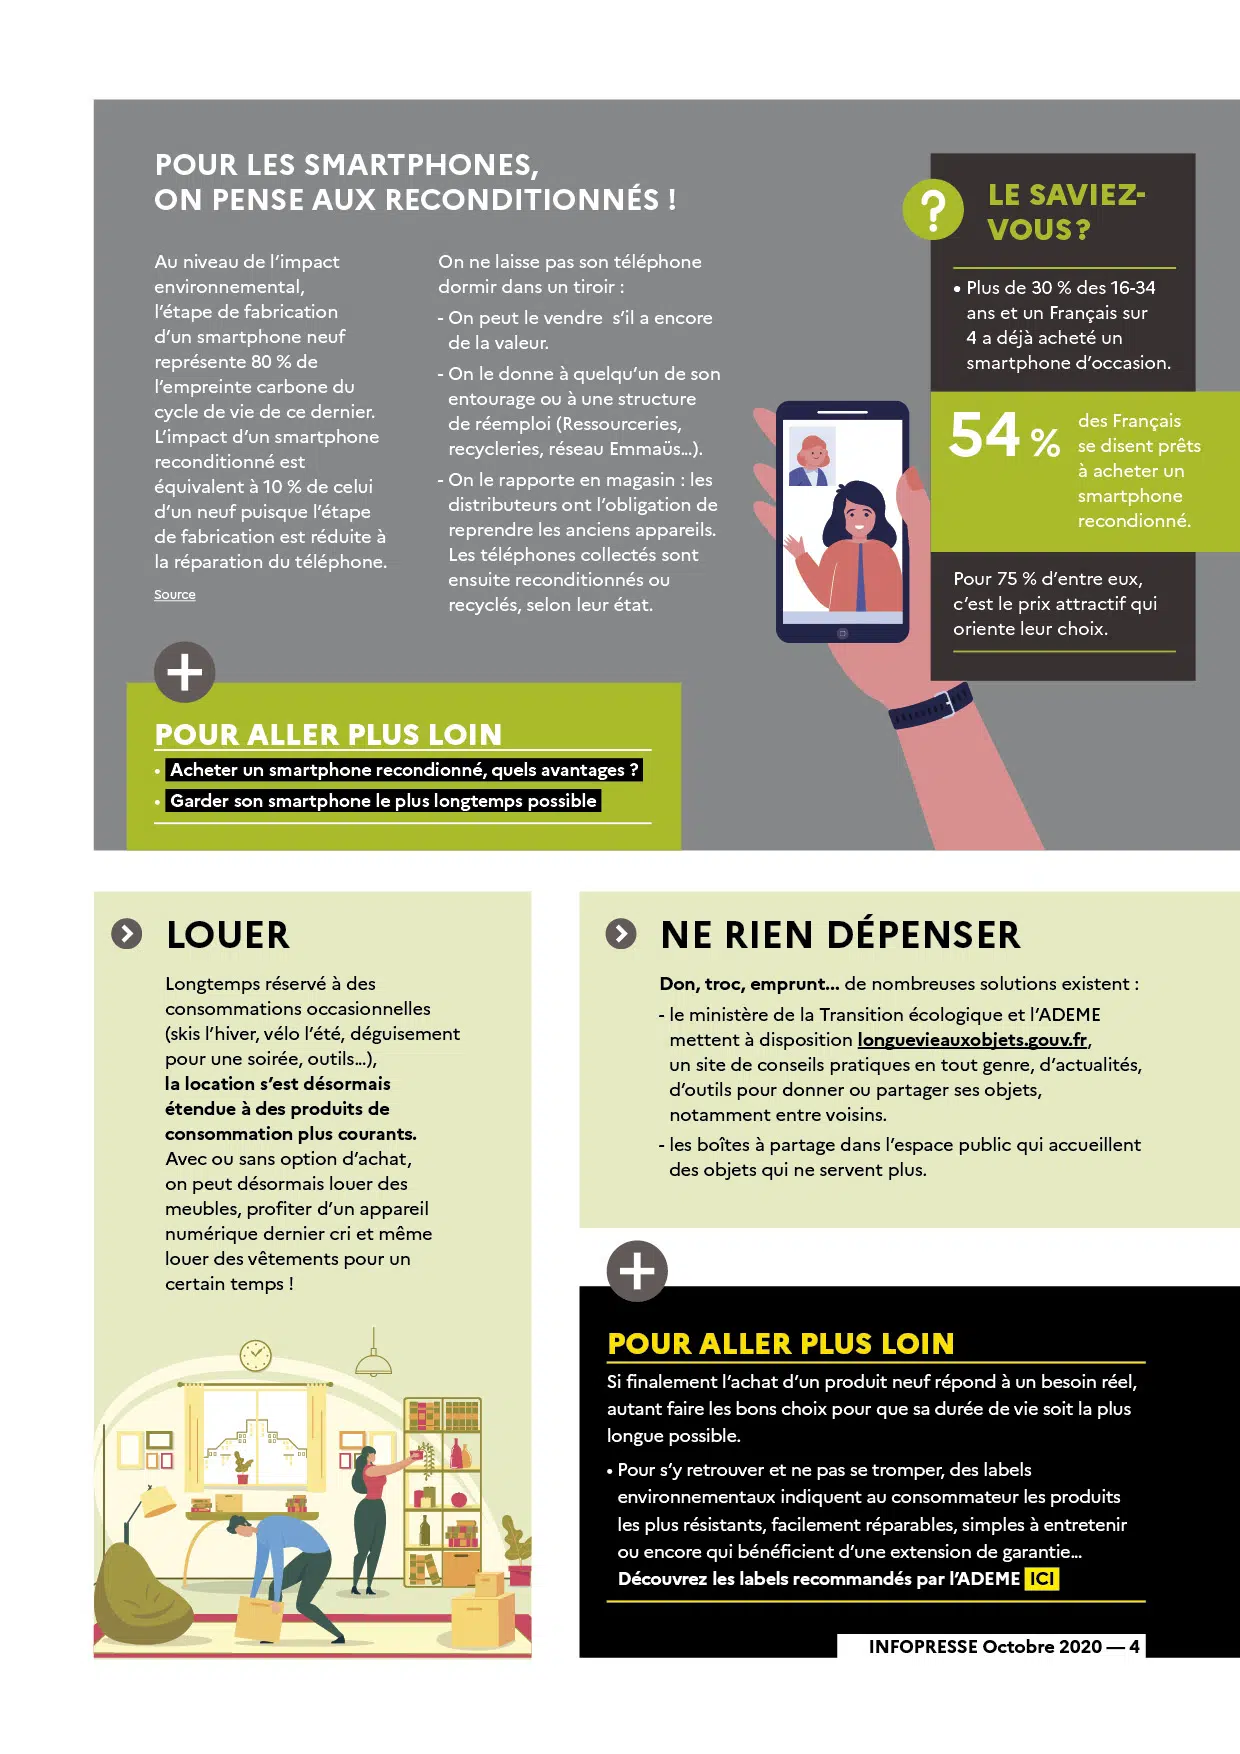 POUR LES SMARTPHONES,
ON PENSE AUX RECONDITIONNÉS !
Au niveau de l’impact
environnemental,
l’étape de fabrication
d’un smartphone neuf
représente 80 % de
l’empreinte carbone du
cycle de vie de ce dernier.
L’impact d’un smartphone
reconditionné est
équivalent à 10 % de celui
d’un neuf puisque l’étape
de fabrication est réduite à
la réparation du téléphone.
Source
On ne laisse pas son téléphone
dormir dans un tiroir :
- On peut le vendre s’il a encore
de la valeur.
- On le donne à quelqu’un de son
entourage ou à une structure
de réemploi (Ressourceries,
recycleries, réseau Emmaüs…).
- On le rapporte en magasin : les
distributeurs ont l’obligation de
reprendre les anciens appareils.
Les téléphones collectés sont
ensuite reconditionnés ou
recyclés, selon leur état.
?
LE SAVIEZ-
VOUS ?
• Plus de 30 % des 16-34
ans et un Français sur
4 a déjà acheté un
smartphone d’occasion.
54 %
des Français
se disent prêts
à acheter un
smartphone
recondionné.
Pour 75 % d’entre eux,
c’est le prix attractif qui
oriente leur choix.
POUR ALLER PLUS LOIN
• Acheter un smartphone recondionné, quels avantages ?
• Garder son smartphone le plus longtemps possible
LOUER
Longtemps réservé à des
consommations occasionnelles
(skis l’hiver, vélo l’été, déguisement
pour une soirée, outils…),
la location s’est désormais
étendue à des produits de
consommation plus courants.
Avec ou sans option d’achat,
on peut désormais louer des
meubles, profiter d’un appareil
numérique dernier cri et même
louer des vêtements pour un
certain temps !
NE RIEN DÉPENSER
Don, troc, emprunt… de nombreuses solutions existent :
- le ministère de la Transition écologique et l’ADEME
mettent à disposition longuevieauxobjets.gouv.fr,
un site de conseils pratiques en tout genre, d’actualités,
d’outils pour donner ou partager ses objets,
notamment entre voisins.
- les boîtes à partage dans l’espace public qui accueillent
des objets qui ne servent plus.
POUR ALLER PLUS LOIN
Si finalement l’achat d’un produit neuf répond à un besoin réel,
autant faire les bons choix pour que sa durée de vie soit la plus
longue possible.
• Pour s’y retrouver et ne pas se tromper, des labels
environnementaux indiquent au consommateur les produits
les plus résistants, facilement réparables, simples à entretenir
ou encore qui bénéficient d’une extension de garantie…
Découvrez les labels recommandés par l’ADEME ICI
INFOPRESSE Octobre 2020 — 4